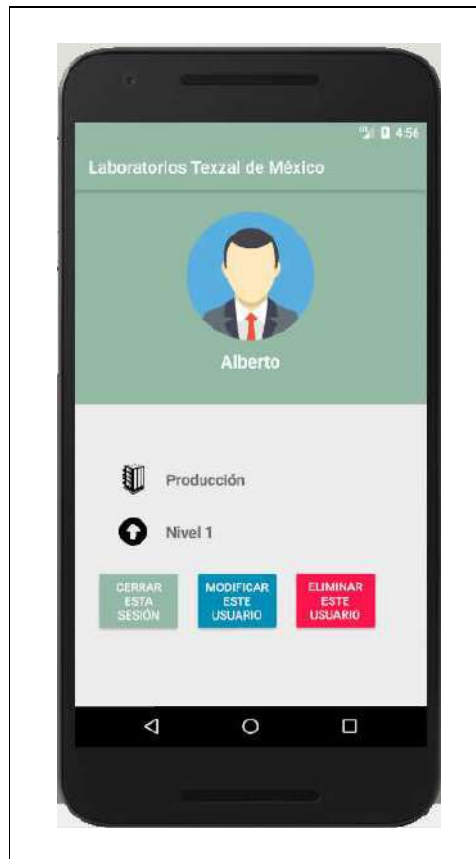 4:56
Laboratorios Texzal de México
Alberto
Producción
Nivel 1
CERRAR
ESTA
SESIÓN
MODIFICAR
ESTE
USUARIO
ELIMINAR
ESTE
USUARIO